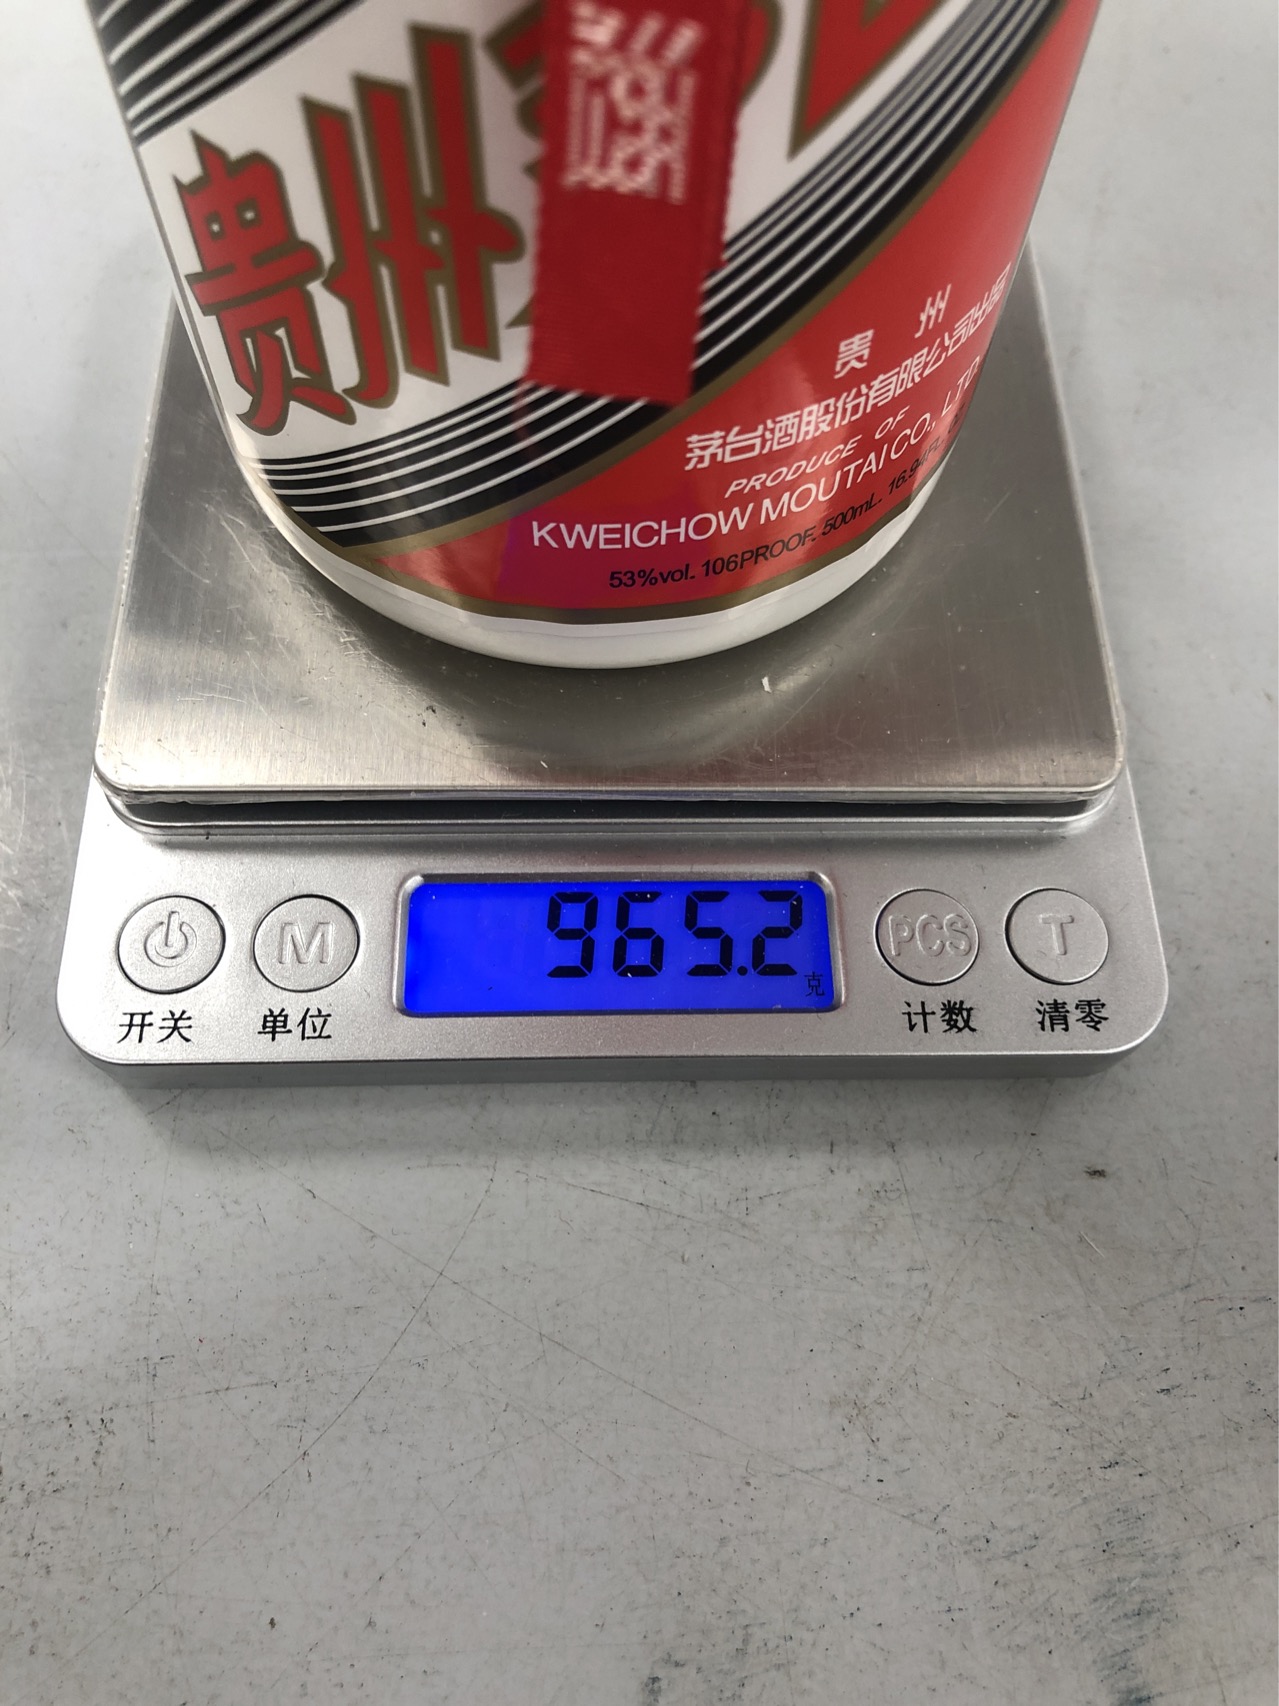 贵州
贵州
茅台酒股份有限公司出品
PRODUCE OF
KWEICHOW MOUTAI CO., LTD.
53%vol. 106PROOF. 500mL.
965.2
克
M
PCS
T
开关
单位
计数
清零